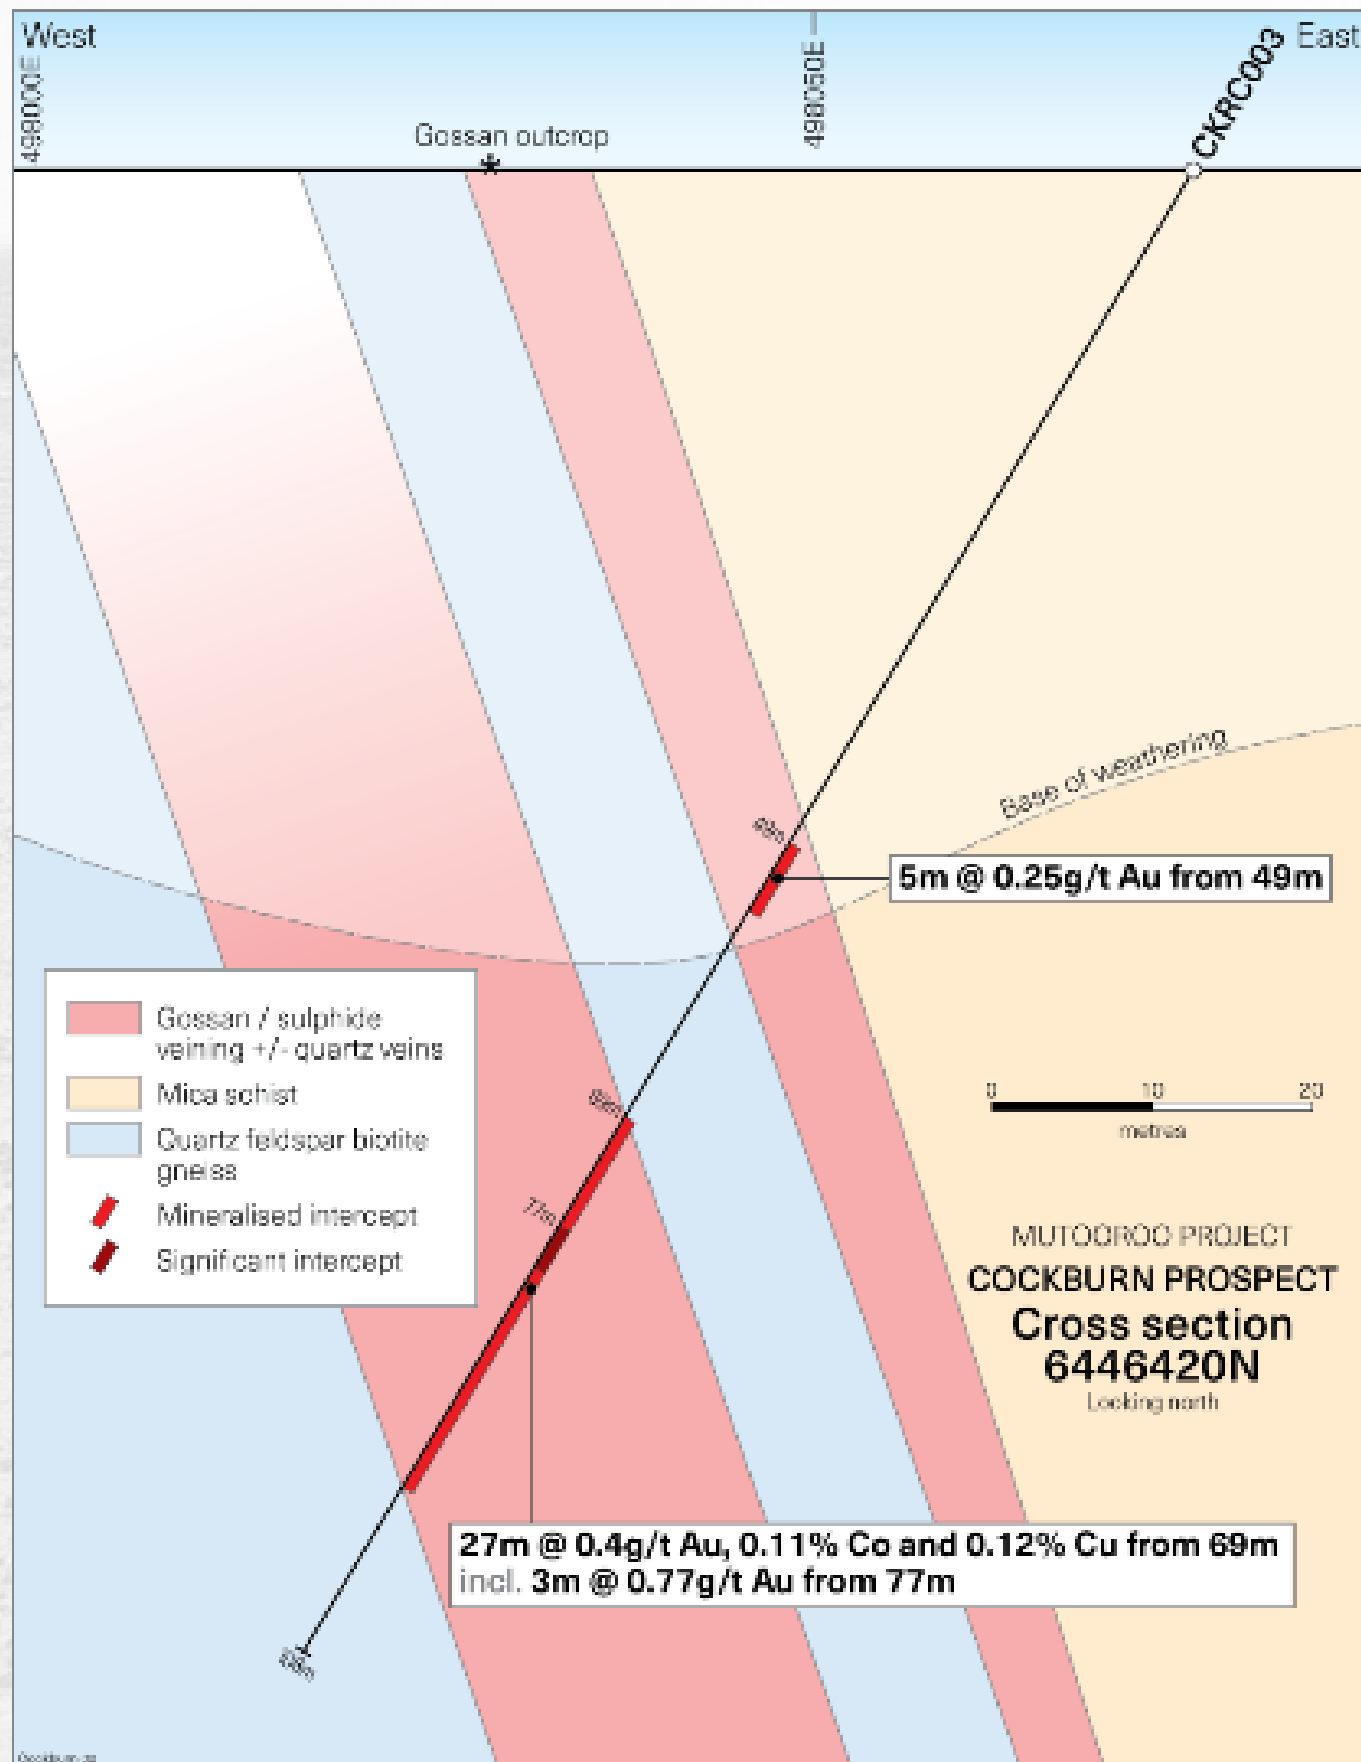 West
East
498000E
498050E
CKRC003
Gossan outcrop
Base of weathering
49m
5m @ 0.25g/t Au from 49m
Gossan / sulphide
veining +/- quartz veins
Mica schist
Quartz feldspar biotite
gneiss
Mineralised intercept
Significant intercept
69m
77m
0 10 20
metres
MUTOOROO PROJECT
COCKBURN PROSPECT
Cross section
6446420N
Looking north
27m @ 0.4g/t Au, 0.11% Co and 0.12% Cu from 69m
incl. 3m @ 0.77g/t Au from 77m